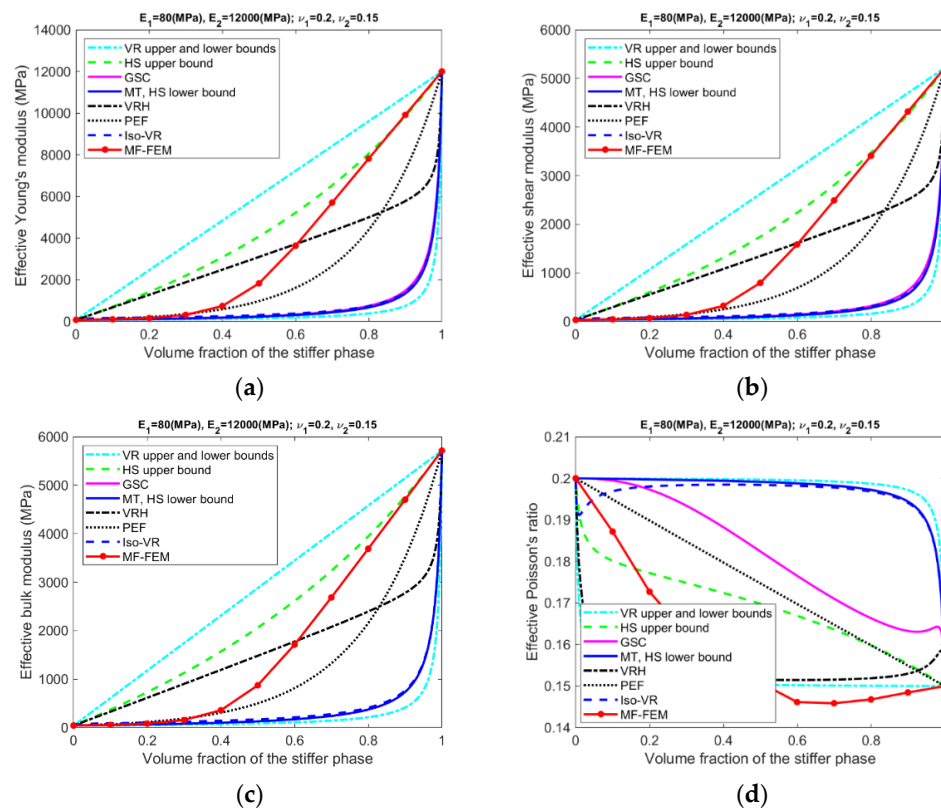 E1=80(MPa), E2=12000(MPa); ν1=0.2, ν2=0.15
14000
12000
10000
8000
6000
4000
2000
0
Effective Young's modulus (MPa)
VR upper and lower bounds
HS upper bound
GSC
MT, HS lower bound
VRH
PEF
Iso-VR
MF-FEM
0 0.2 0.4 0.6 0.8 1
Volume fraction of the stiffer phase
(a)
E1=80(MPa), E2=12000(MPa); ν1=0.2, ν2=0.15
6000
5000
4000
3000
2000
1000
0
Effective shear modulus (MPa)
VR upper and lower bounds
HS upper bound
GSC
MT, HS lower bound
VRH
PEF
Iso-VR
MF-FEM
0 0.2 0.4 0.6 0.8
Volume fraction of the stiffer phase
(b)
E1=80(MPa), E2=12000(MPa); ν1=0.2, ν2=0.15
6000
5000
4000
3000
2000
1000
0
Effective bulk modulus (MPa)
VR upper and lower bounds
HS upper bound
GSC
MT, HS lower bound
VRH
PEF
Iso-VR
MF-FEM
0 0.2 0.4 0.6 0.8 1
Volume fraction of the stiffer phase
(c)
E1=80(MPa), E2=12000(MPa); ν1=0.2, ν2=0.15
0.21
0.2
0.19
0.18
0.17
0.16
0.15
0.14
Effective Poisson's ratio
VR upper and lower bounds
HS upper bound
GSC
MT, HS lower bound
VRH
PEF
Iso-VR
MF-FEM
0 0.2 0.4 0.6 0.8
Volume fraction of the stiffer phase
(d)